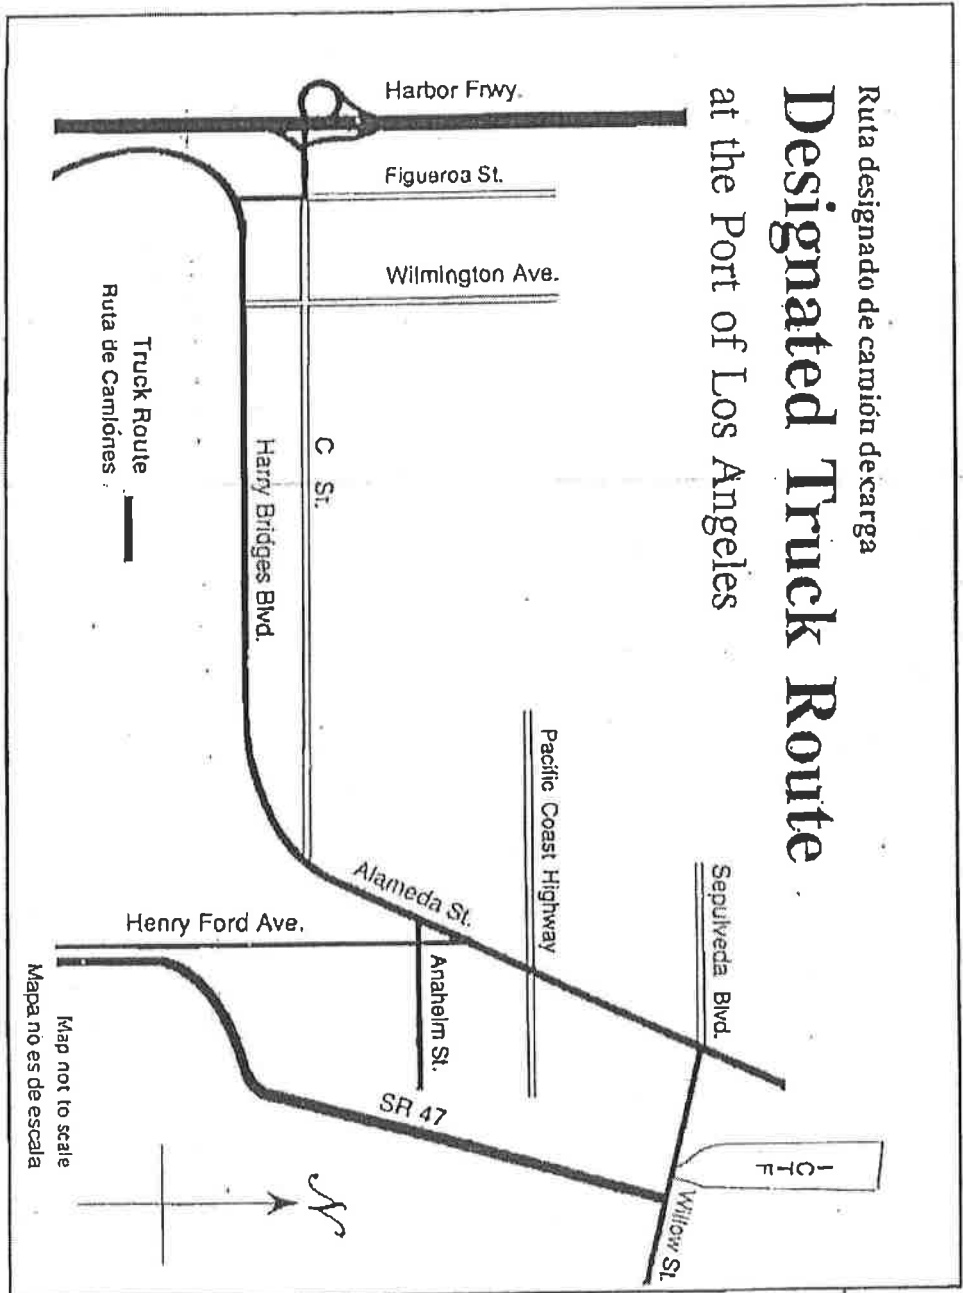 Ruta designado de camión de carga
Designated Truck Route
at the Port of Los Angeles
Harbor Frwy.
Figueroa St.
Wilmington Ave.
C St.
Harry Bridges Blvd.
Truck Route
Ruta de Camiónes
Pacific Coast Highway
Sepulveda Blvd.
Alameda St.
Henry Ford Ave.
Anaheim St.
SR 47
ICTF
Willow St.
Map not to scale
Mapa no es de escala
N